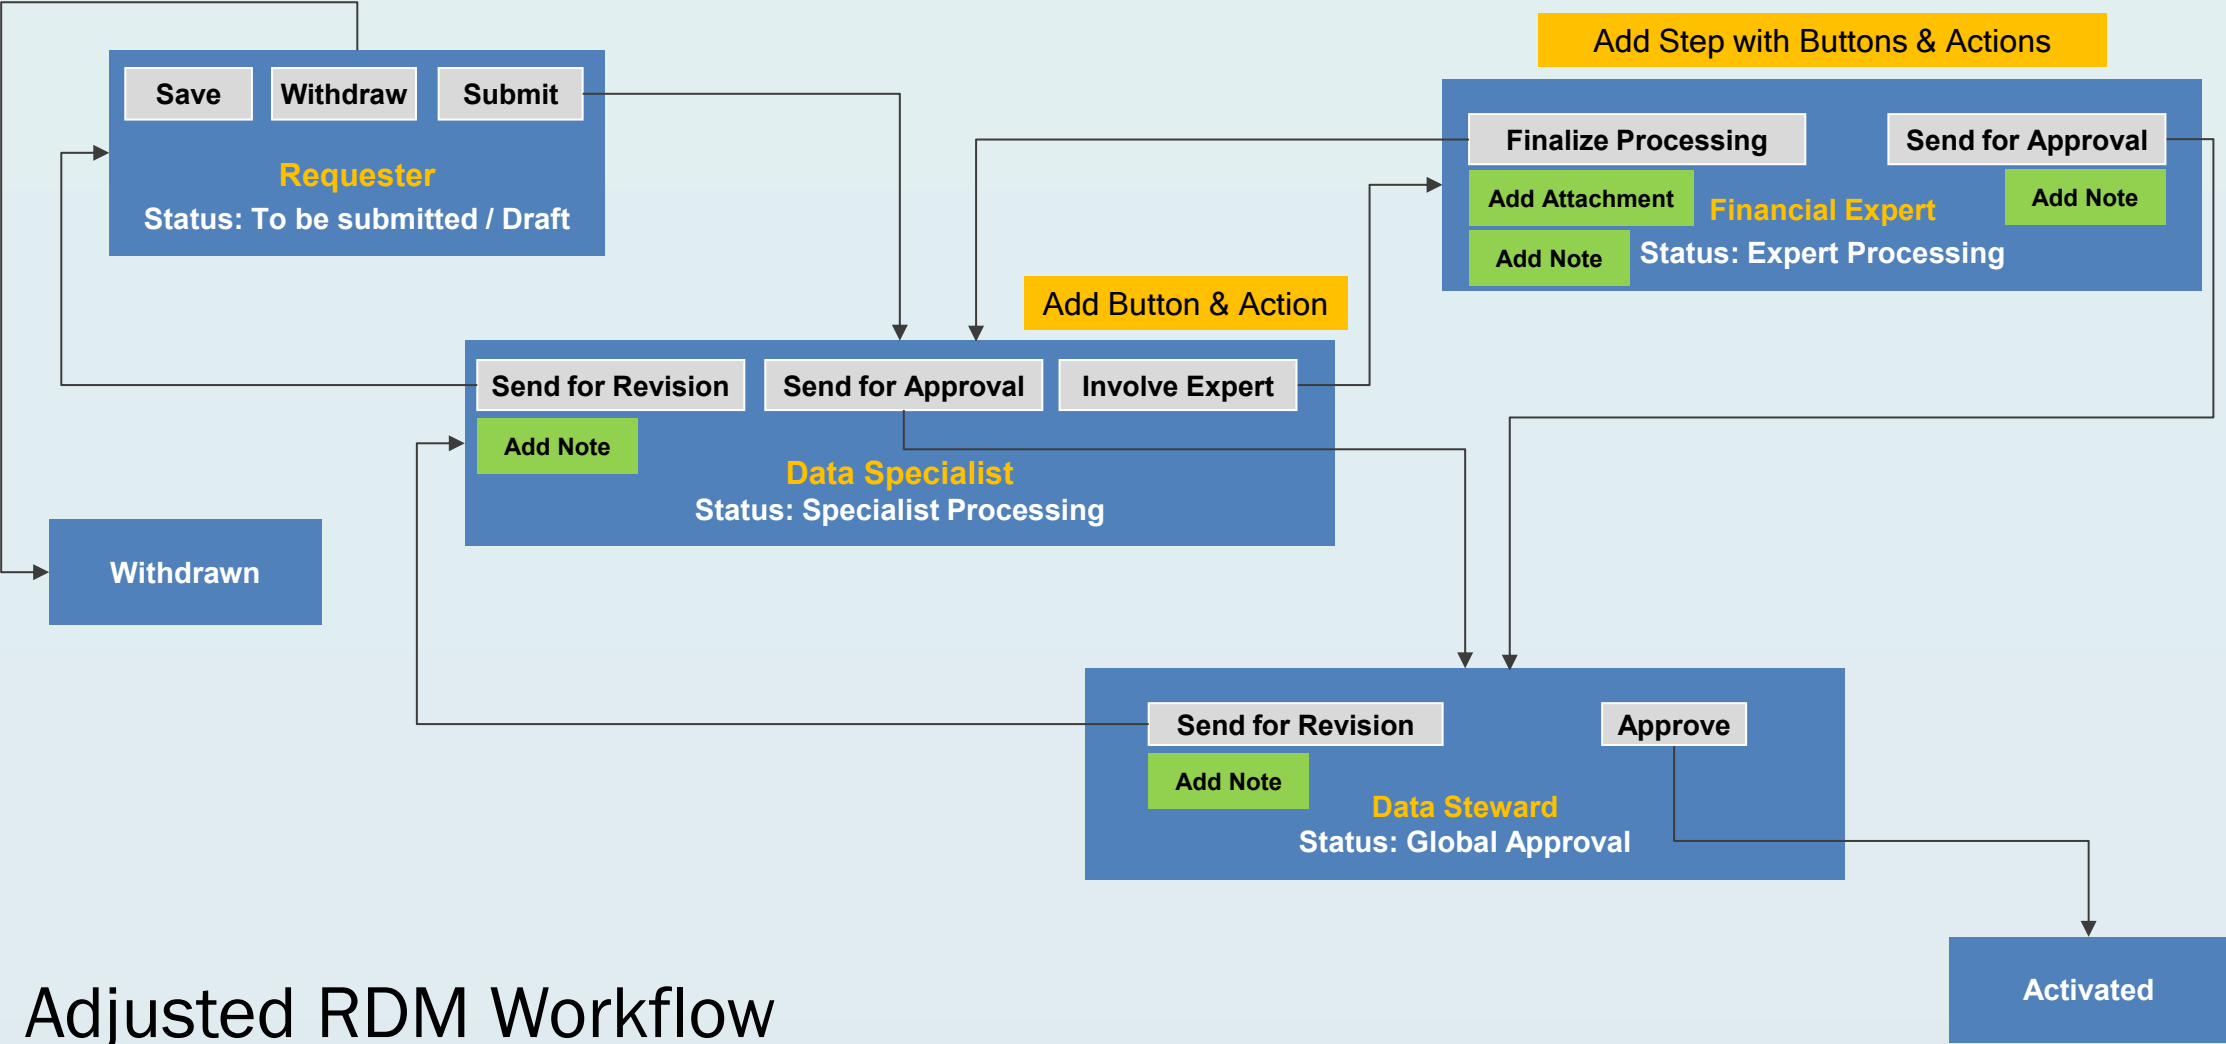 Add Step with Buttons & Actions
Save
Withdraw
Submit
Requester
Status: To be submitted / Draft
Finalize Processing
Send for Approval
Add Attachment
Financial Expert
Add Note
Add Note
Status: Expert Processing
Add Button & Action
Send for Revision
Send for Approval
Involve Expert
Add Note
Data Specialist
Status: Specialist Processing
Withdrawn
Send for Revision
Approve
Add Note
Data Steward
Status: Global Approval
Activated
Adjusted RDM Workflow